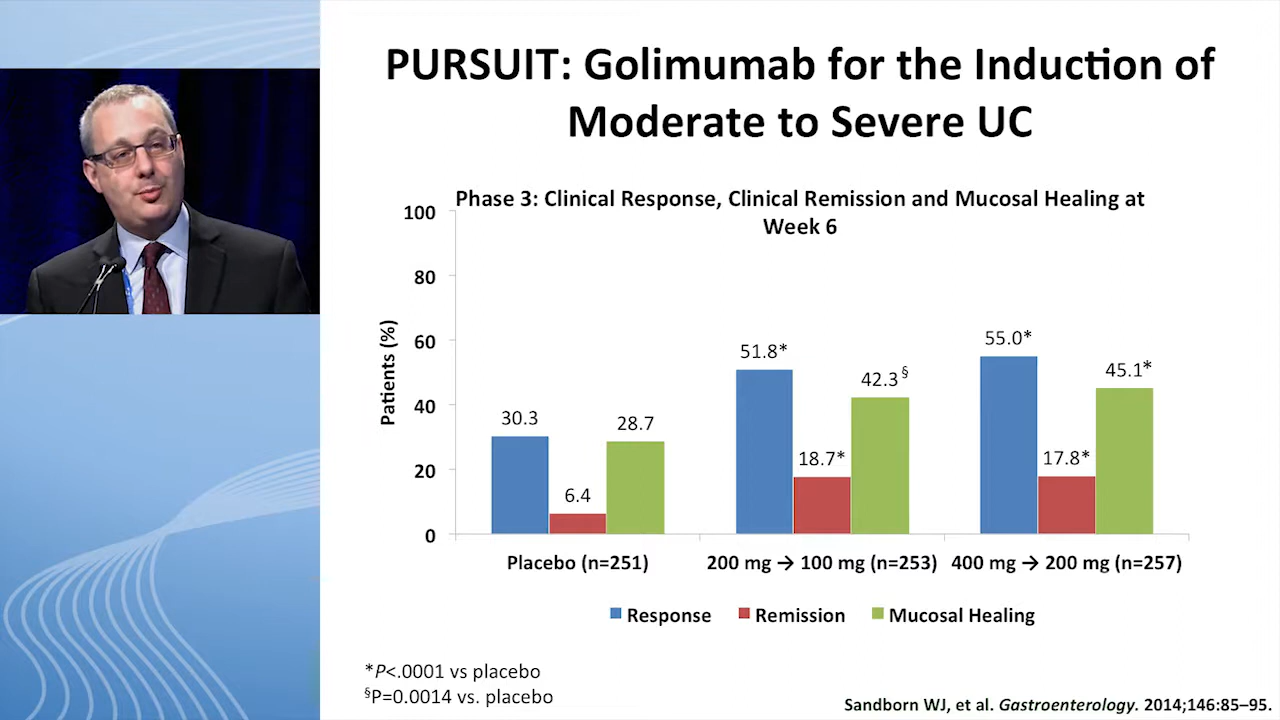 PURSUIT: Golimumab for the Induction of
Moderate to Severe UC
Phase 3: Clinical Response, Clinical Remission and Mucosal Healing at
Week 6
Patients (%)
100
80
60
40
20
0
30.3
6.4
28.7
51.8*
18.7*
42.3§
55.0*
17.8*
45.1*
Placebo (n=251)
200 mg → 100 mg (n=253)
400 mg → 200 mg (n=257)
Response
Remission
Mucosal Healing
*P<.0001 vs placebo
§P=0.0014 vs. placebo
Sandborn WJ, et al. Gastroenterology. 2014;146:85–95.